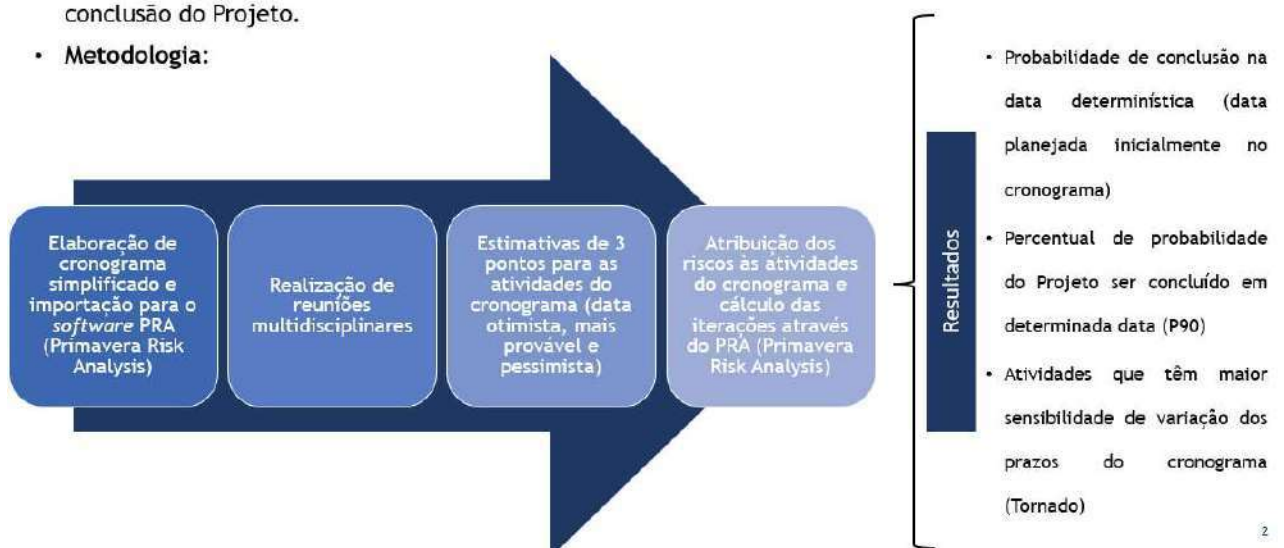 conclusão do Projeto.
• Metodologia:
Elaboração de
cronograma
simplificado e
importação para o
software PRA
(Primavera Risk
Analysis)
Realização de
reuniões
multidisciplinares
Estimativas de 3
pontos para as
atividades do
cronograma (data
otimista, mais
provável e
pessimista)
Atribuição dos
riscos às atividades
do cronograma e
cálculo das
iterações através
do PRA (Primavera
Risk Analysis)
Resultados
• Probabilidade de conclusão na
data determinística (data
planejada inicialmente no
cronograma)
• Percentual de probabilidade
do Projeto ser concluído em
determinada data (P90)
• Atividades que têm maior
sensibilidade de variação dos
prazos do cronograma
(Tornado)
2